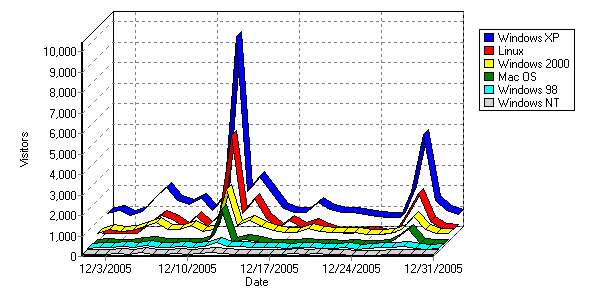 10,000
9,000
8,000
7,000
6,000
5,000
4,000
3,000
2,000
1,000
0
Visitors
12/3/2005
12/10/2005
12/17/2005
12/24/2005
12/31/2005
Date
Windows XP
Linux
Windows 2000
Mac OS
Windows 98
Windows NT